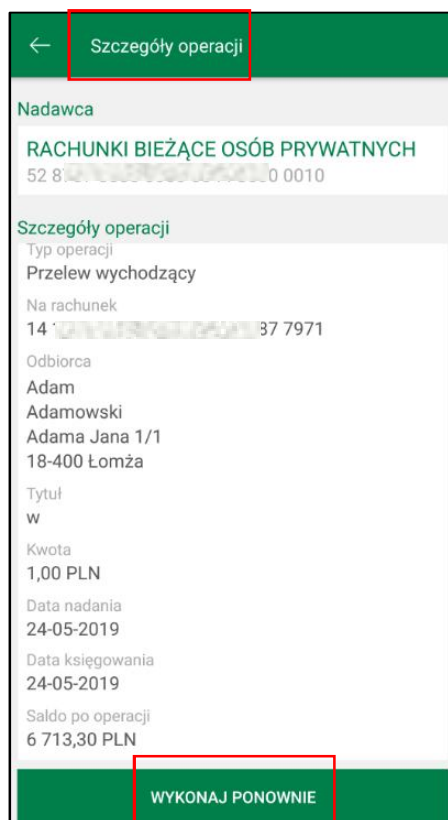 Szczegóły operacji
Nadawca
RACHUNKI BIEŻĄCE OSÓB PRYWATNYCH
52 8 0 0010
Szczegóły operacji
Typ operacji
Przelew wychodzący
Na rachunek
14 87 7971
Odbiorca
Adam
Adamowski
Adama Jana 1/1
18-400 Łomża
Tytuł
w
Kwota
1,00 PLN
Data nadania
24-05-2019
Data księgowania
24-05-2019
Saldo po operacji
6 713,30 PLN
WYKONAJ PONOWNIE